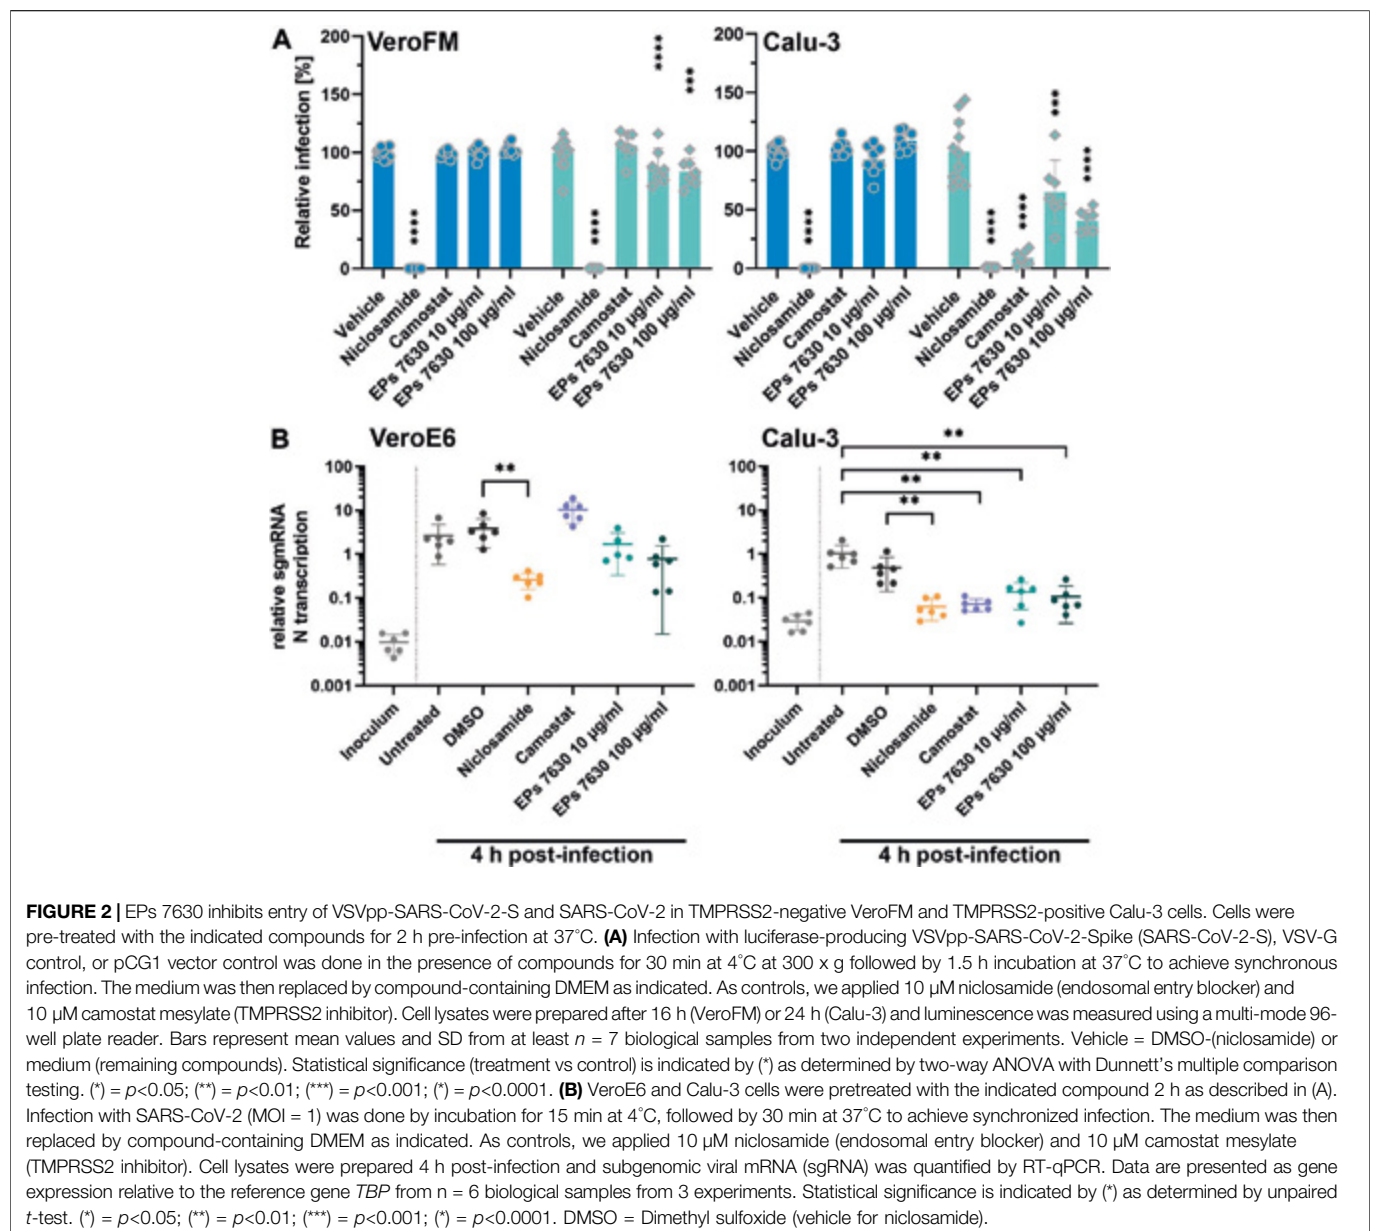 A
VeroFM
Relative infection [%]
200
150
100
50
0
****
****
****
***
Vehicle
Niclosamide
Camostat
EPs 7630 10 µg/ml
EPs 7630 100 µg/ml
Vehicle
Niclosamide
Camostat
EPs 7630 10 µg/ml
EPs 7630 100 µg/ml
Calu-3
200
150
100
50
0
****
****
****
***
****
Vehicle
Niclosamide
Camostat
EPs 7630 10 µg/ml
EPs 7630 100 µg/ml
Vehicle
Niclosamide
Camostat
EPs 7630 10 µg/ml
EPs 7630 100 µg/ml
B
VeroE6
relative sgmRNA
N transcription
100
10
1
0.1
0.01
0.001
**
Inoculum
Untreated
DMSO
Niclosamide
Camostat
EPs 7630 10 µg/ml
EPs 7630 100 µg/ml
4 h post-infection
Calu-3
100
10
1
0.1
0.01
0.001
**
**
**
**
Inoculum
Untreated
DMSO
Niclosamide
Camostat
EPs 7630 10 µg/ml
EPs 7630 100 µg/ml
4 h post-infection
FIGURE 2 | EPs 7630 inhibits entry of VSVpp-SARS-CoV-2-S and SARS-CoV-2 in TMPRSS2-negative VeroFM and TMPRSS2-positive Calu-3 cells. Cells were
pre-treated with the indicated compounds for 2 h pre-infection at 37°C. (A) Infection with luciferase-producing VSVpp-SARS-CoV-2-Spike (SARS-CoV-2-S), VSV-G
control, or pCG1 vector control was done in the presence of compounds for 30 min at 4°C at 300 x g followed by 1.5 h incubation at 37°C to achieve synchronous
infection. The medium was then replaced by compound-containing DMEM as indicated. As controls, we applied 10 µM niclosamide (endosomal entry blocker) and
10 µM camostat mesylate (TMPRSS2 inhibitor). Cell lysates were prepared after 16 h (VeroFM) or 24 h (Calu-3) and luminescence was measured using a multi-mode 96-
well plate reader. Bars represent mean values and SD from at least n = 7 biological samples from two independent experiments. Vehicle = DMSO-(niclosamide) or
medium (remaining compounds). Statistical significance (treatment vs control) is indicated by (*) as determined by two-way ANOVA with Dunnett's multiple comparison
testing. (*) = p<0.05; (**) = p<0.01; (***) = p<0.001; (*) = p<0.0001. (B) VeroE6 and Calu-3 cells were pretreated with the indicated compound 2 h as described in (A).
Infection with SARS-CoV-2 (MOI = 1) was done by incubation for 15 min at 4°C, followed by 30 min at 37°C to achieve synchronized infection. The medium was then
replaced by compound-containing DMEM as indicated. As controls, we applied 10 µM niclosamide (endosomal entry blocker) and 10 µM camostat mesylate
(TMPRSS2 inhibitor). Cell lysates were prepared 4 h post-infection and subgenomic viral mRNA (sgRNA) was quantified by RT-qPCR. Data are presented as gene
expression relative to the reference gene TBP from n = 6 biological samples from 3 experiments. Statistical significance is indicated by (*) as determined by unpaired
t-test. (*) = p<0.05; (**) = p<0.01; (***) = p<0.001; (*) = p<0.0001. DMSO = Dimethyl sulfoxide (vehicle for niclosamide).